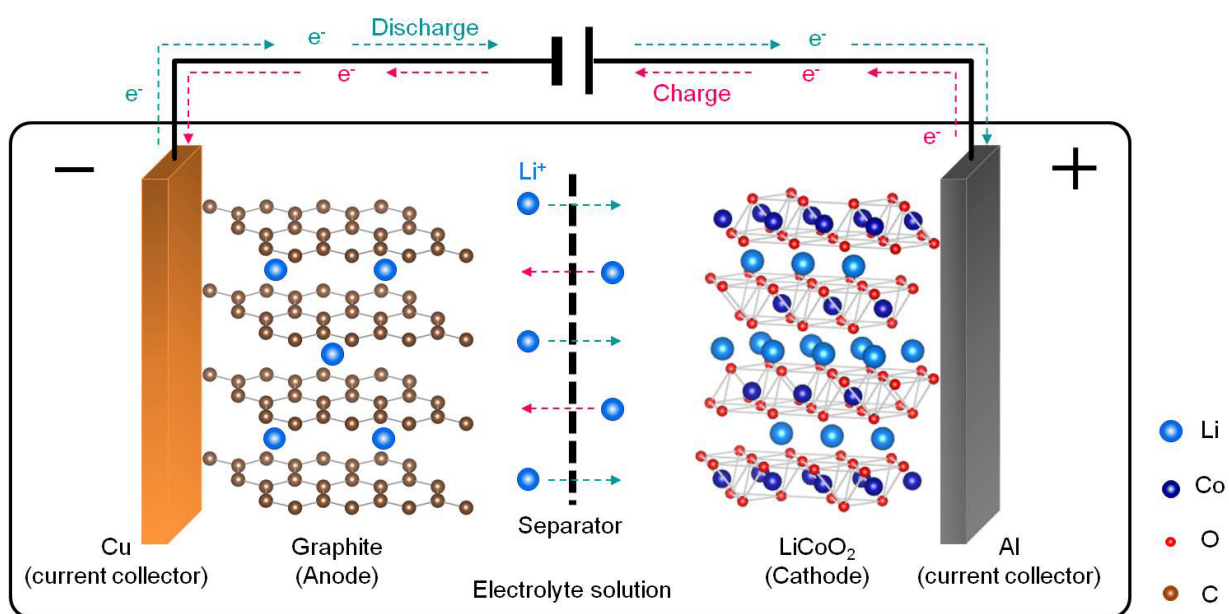 Discharge
e⁻
e⁻
e⁻
e⁻
e⁻
Charge
e⁻
−
+
Li⁺
Separator
Cu
(current collector)
Graphite
(Anode)
Electrolyte solution
LiCoO₂
(Cathode)
Al
(current collector)
Li
Co
O
C